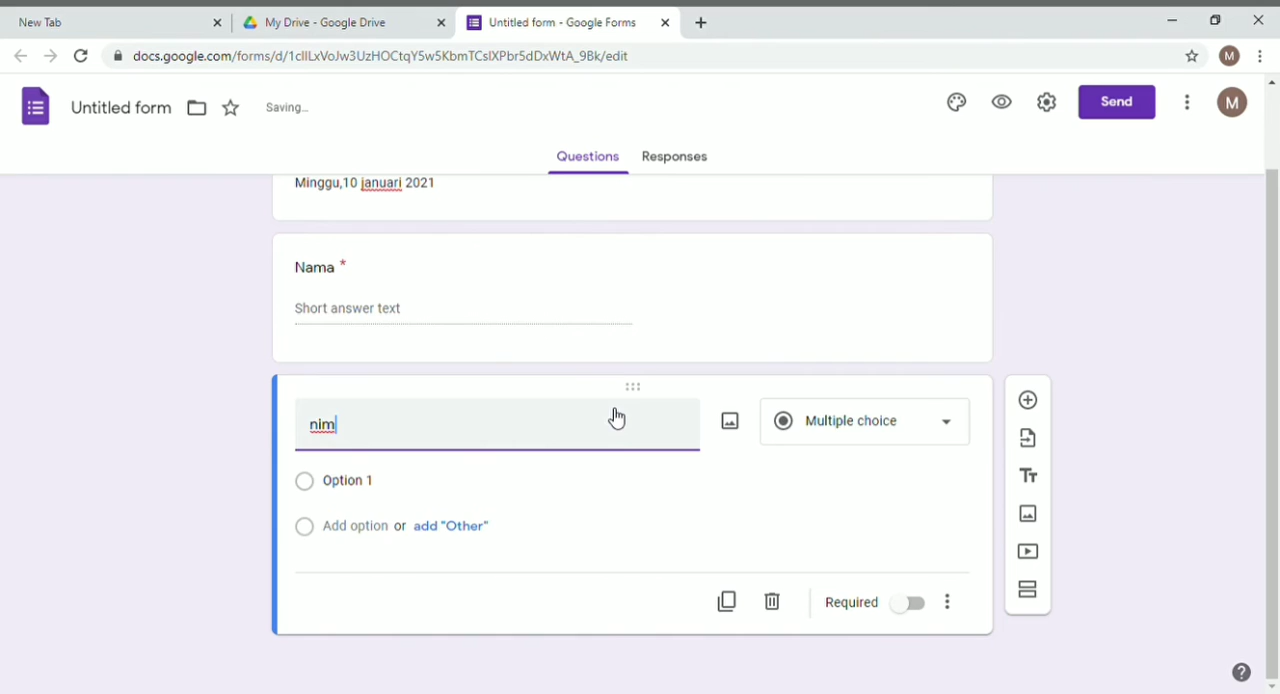 New Tab
My Drive - Google Drive
Untitled form - Google Forms
docs.google.com/forms/d/1cIlLxVoJw3UzHOCtqY5w5KbmTCslXPbr5dDxWtA_9Bk/edit
M
Untitled form
Saving...
Send
M
Questions
Responses
Minggu,10 januari 2021
Nama *
Short answer text
nim
Multiple choice
Option 1
Add option or add "Other"
Required
Tт